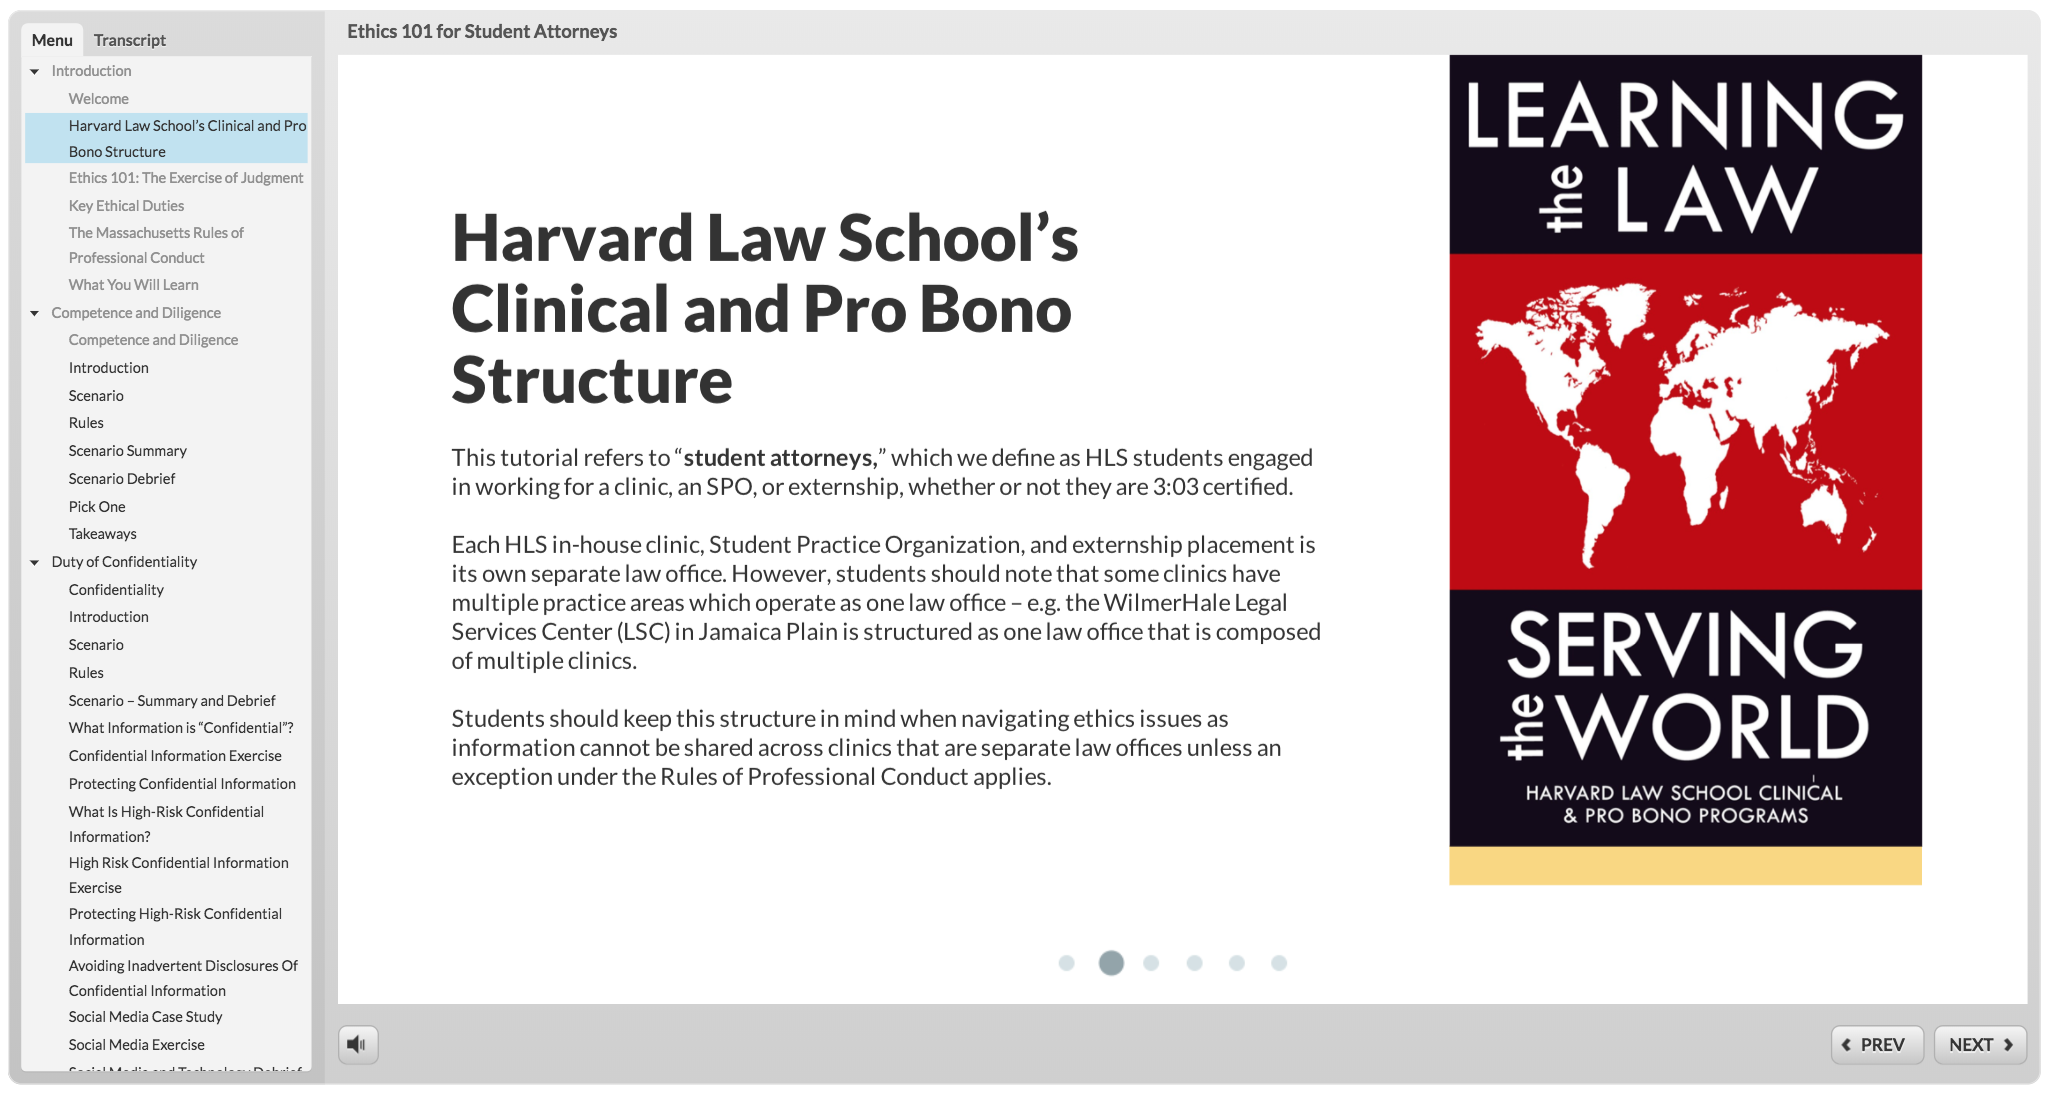 Menu
Transcript
Introduction
Welcome
Harvard Law School’s Clinical and Pro
Bono Structure
Ethics 101: The Exercise of Judgment
Key Ethical Duties
The Massachusetts Rules of
Professional Conduct
What You Will Learn
Competence and Diligence
Competence and Diligence
Introduction
Scenario
Rules
Scenario Summary
Scenario Debrief
Pick One
Takeaways
Duty of Confidentiality
Confidentiality
Introduction
Scenario
Rules
Scenario – Summary and Debrief
What Information is “Confidential”?
Confidential Information Exercise
Protecting Confidential Information
What Is High-Risk Confidential
Information?
High Risk Confidential Information
Exercise
Protecting High-Risk Confidential
Information
Avoiding Inadvertent Disclosures Of
Confidential Information
Social Media Case Study
Social Media Exercise
Social Media and Technology Debrief
Ethics 101 for Student Attorneys
Harvard Law School’s
Clinical and Pro Bono
Structure
This tutorial refers to “student attorneys,” which we define as HLS students engaged
in working for a clinic, an SPO, or externship, whether or not they are 3:03 certified.
Each HLS in-house clinic, Student Practice Organization, and externship placement is
its own separate law office. However, students should note that some clinics have
multiple practice areas which operate as one law office – e.g. the WilmerHale Legal
Services Center (LSC) in Jamaica Plain is structured as one law office that is composed
of multiple clinics.
Students should keep this structure in mind when navigating ethics issues as
information cannot be shared across clinics that are separate law offices unless an
exception under the Rules of Professional Conduct applies.
LEARNING
the LAW
SERVING
the WORLD
HARVARD LAW SCHOOL CLINICAL
& PRO BONO PROGRAMS
PREV
NEXT